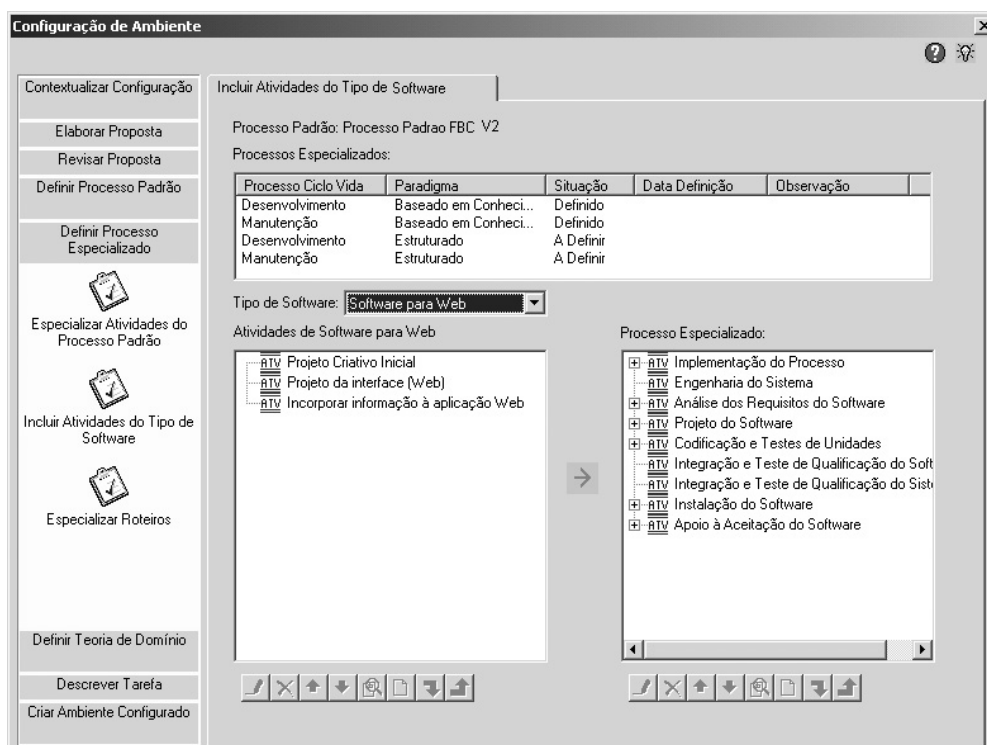 Configuração de Ambiente
Contextualizar Configuração
Elaborar Proposta
Revisar Proposta
Definir Processo Padrão
Definir Processo
Especializado
Especializar Atividades do
Processo Padrão
Incluir Atividades do Tipo de
Software
Especializar Roteiros
Definir Teoria de Domínio
Descrever Tarefa
Criar Ambiente Configurado
Incluir Atividades do Tipo de Software
Processo Padrão: Processo Padrao FBC V2
Processos Especializados:
Processo Ciclo Vida Paradigma Situação Data Definição Observação
Desenvolvimento Baseado em Conheci... Definido
Manutenção Baseado em Conheci... Definido
Desenvolvimento Estruturado A Definir
Manutenção Estruturado A Definir
Tipo de Software: Software para Web
Atividades de Software para Web
ATV Projeto Criativo Inicial
ATV Projeto da interface (Web)
ATV Incorporar informação à aplicação Web
Processo Especializado:
ATV Implementação do Processo
ATV Engenharia do Sistema
ATV Análise dos Requisitos do Software
ATV Projeto do Software
ATV Codificação e Testes de Unidades
ATV Integração e Teste de Qualificação do Soft
ATV Integração e Teste de Qualificação do Sist
ATV Instalação do Software
ATV Apoio à Aceitação do Software